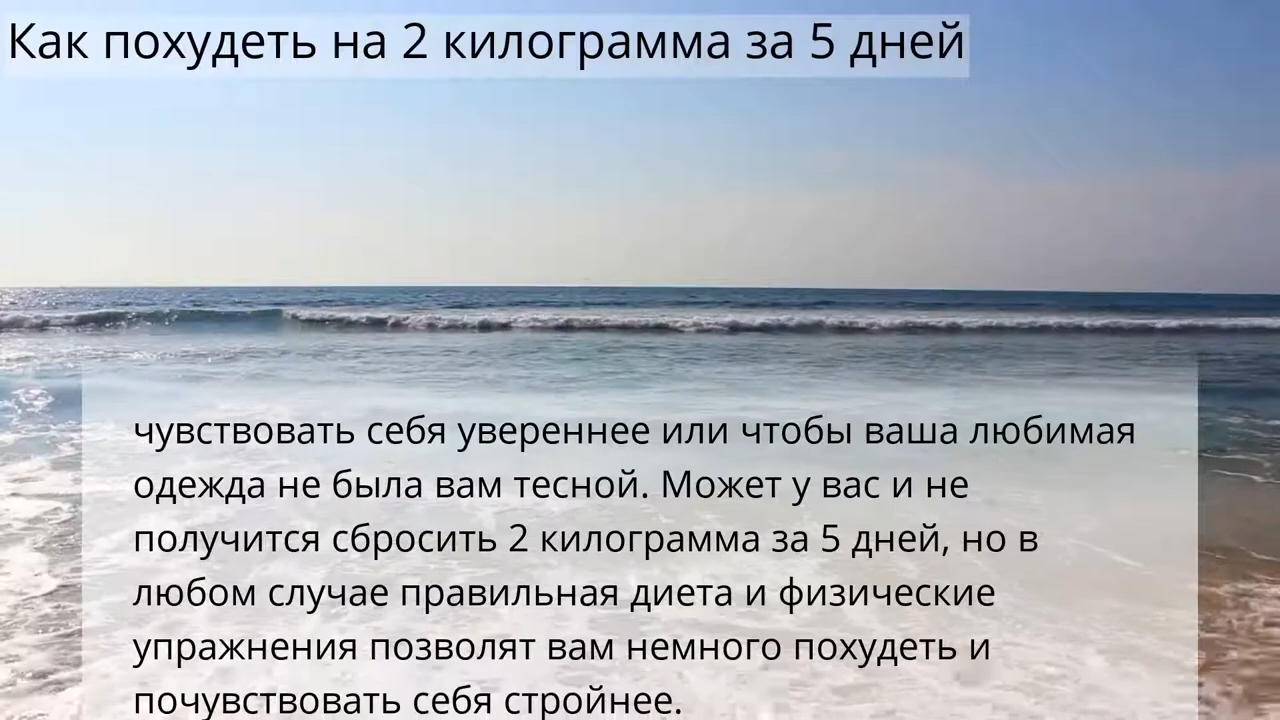 Как похудеть на 2 килограмма за 5 дней
чувствовать себя увереннее или чтобы ваша любимая
одежда не была вам тесной. Может у вас и не
получится сбросить 2 килограмма за 5 дней, но в
любом случае правильная диета и физические
упражнения позволят вам немного похудеть и
почувствовать себя стройнее.